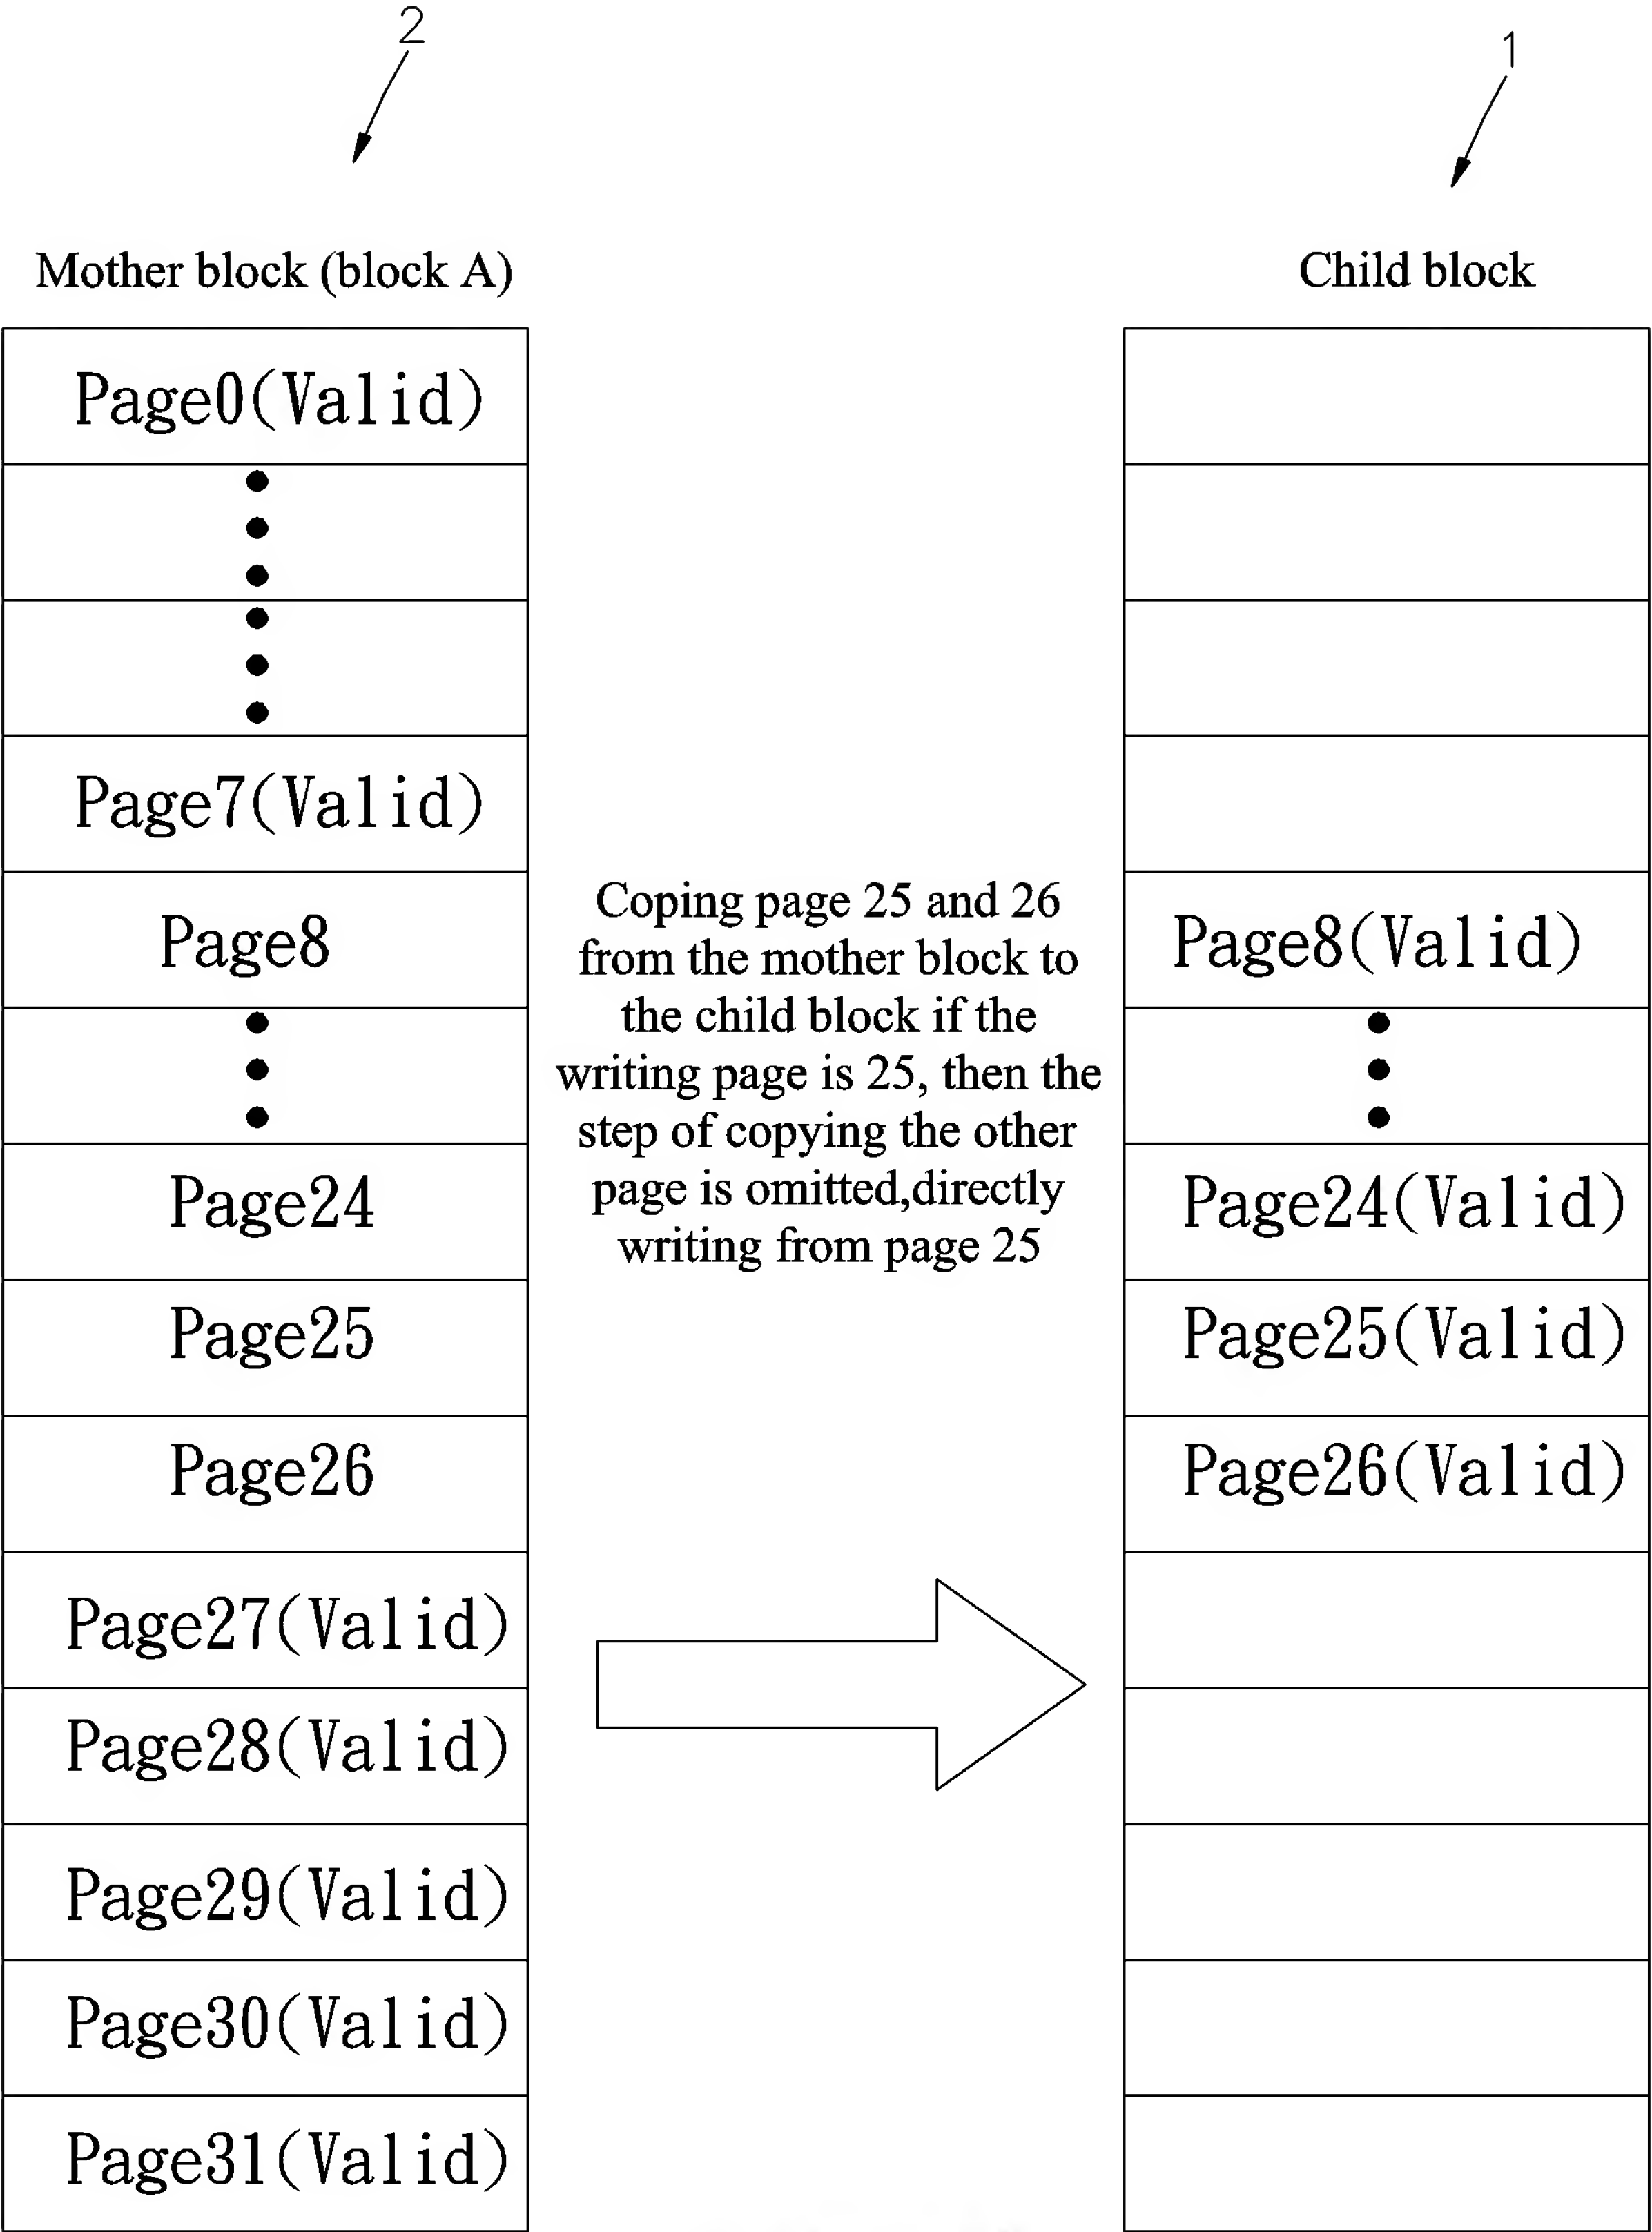 2
1
Mother block (block A)
Child block
Page0(Valid)
Page7(Valid)
Page8
Coping page 25 and 26
from the mother block to
the child block if the
writing page is 25, then the
step of copying the other
page is omitted,directly
writing from page 25
Page8(Valid)
Page24
Page24(Valid)
Page25
Page25(Valid)
Page26
Page26(Valid)
Page27(Valid)
Page28(Valid)
Page29(Valid)
Page30(Valid)
Page31(Valid)